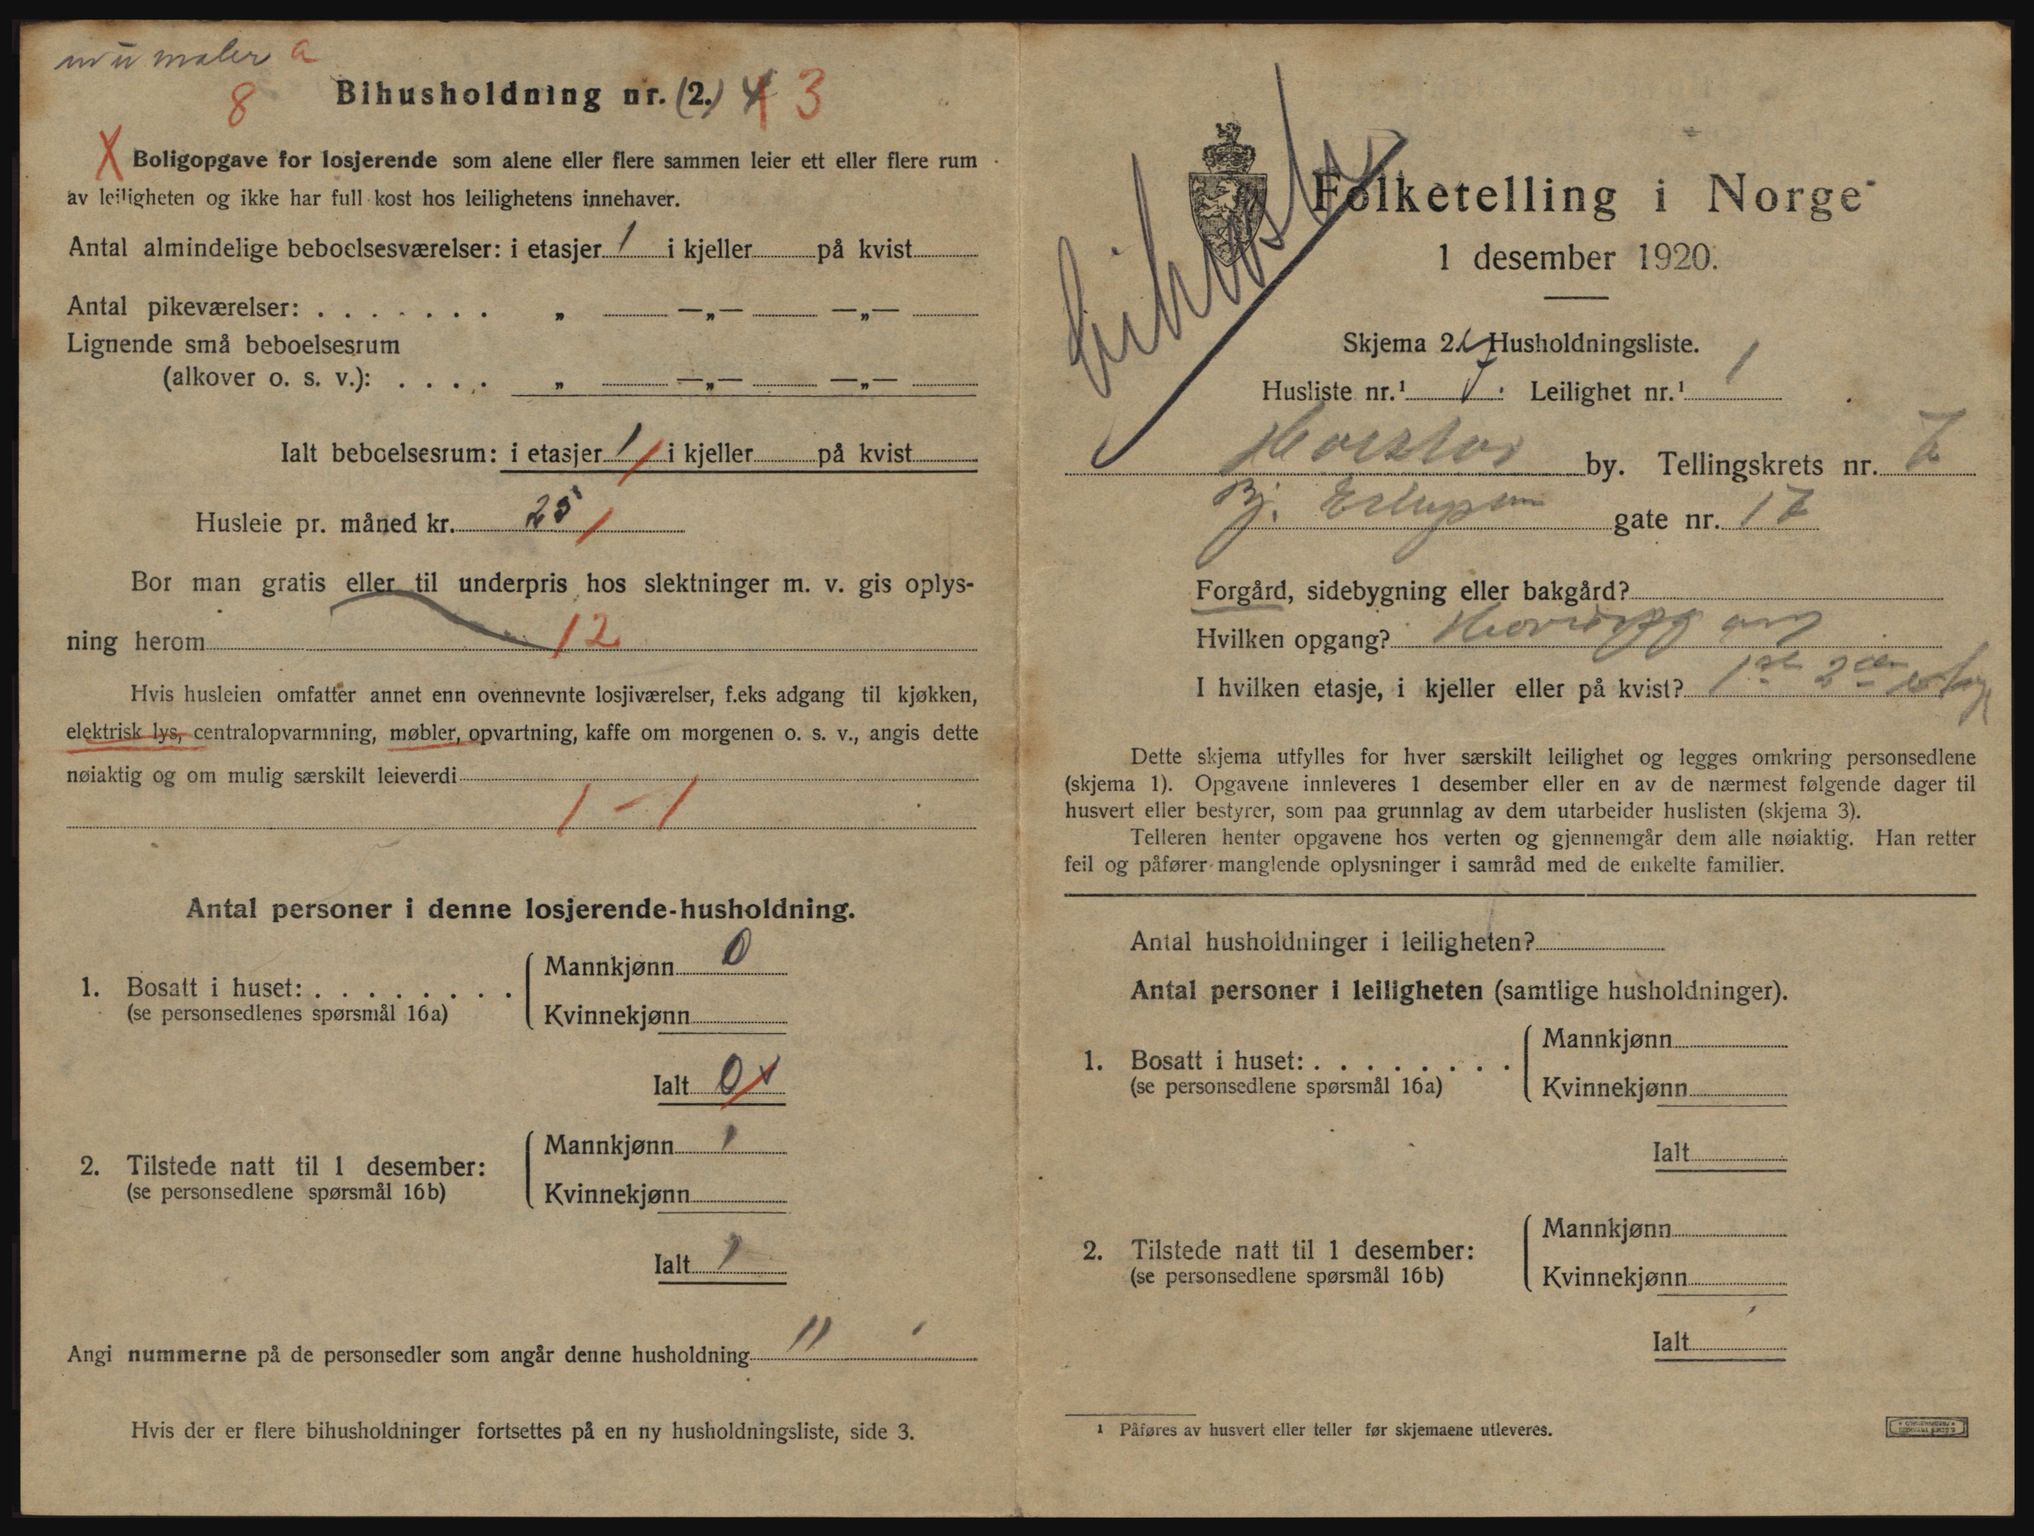 maler a
8 Bihusholdning nr. (2.) 4 3
X Boligopgave for losjerende som alene eller flere sammen leier ett eller flere rum
av leiligheten og ikke har full kost hos leilighetens innehaver.
Antal almindelige beboelsesværelser: i etasjer 1 i kjeller på kvist
Antal pikeværelser: . . . . . . . „ —„— —„—
Lignende små beboelsesrum
(alkover o. s. v.): . . . . „ —„— —„—
Ialt beboelsesrum: i etasjer 1 i kjeller på kvist
Husleie pr. måned kr. 25
Bor man gratis eller til underpris hos slektninger m. v. gis oplys-
ning herom 12
Hvis husleien omfatter annet enn ovennevnte losjiværelser, f.eks adgang til kjøkken,
elektrisk lys, centralopvarmning, møbler, opvartning, kaffe om morgenen o. s. v., angis dette
nøiaktig og om mulig særskilt leieverdi
1 - 1
Antal personer i denne losjerende-husholdning.
1. Bosatt i huset: . . . . . . . . Mannkjønn 0
(se personsedlenes spørsmål 16a) Kvinnekjønn
Ialt 0
2. Tilstede natt til 1 desember: Mannkjønn 1
(se personsedlene spørsmål 16b) Kvinnekjønn
Ialt 1
Angi nummerne på de personsedler som angår denne husholdning 11
Hvis der er flere bihusholdninger fortsettes på en ny husholdningsliste, side 3.
Folketelling i Norge
1 desember 1920.
Skjema 2. Husholdningsliste.
Husliste nr.¹ Leilighet nr.¹ 1
by. Tellingskrets nr. 7
Bj. gate nr. 17
Forgård, sidebygning eller bakgård?
Hvilken opgang?
I hvilken etasje, i kjeller eller på kvist? 1
Dette skjema utfylles for hver særskilt leilighet og legges omkring personsedlene
(skjema 1). Opgavene innleveres 1 desember eller en av de nærmest følgende dager til
husvert eller bestyrer, som paa grunnlag av dem utarbeider huslisten (skjema 3).
Telleren henter opgavene hos verten og gjennemgår dem alle nøiaktig. Han retter
feil og påfører manglende oplysninger i samråd med de enkelte familier.
Antal husholdninger i leiligheten?
Antal personer i leiligheten (samtlige husholdninger).
1. Bosatt i huset: . . . . . . . . Mannkjønn
(se personsedlene spørsmål 16a) Kvinnekjønn
Ialt
2. Tilstede natt til 1 desember: Mannkjønn
(se personsedlene spørsmål 16b) Kvinnekjønn
Ialt
¹ Påføres av husvert eller teller før skjemaene utleveres.